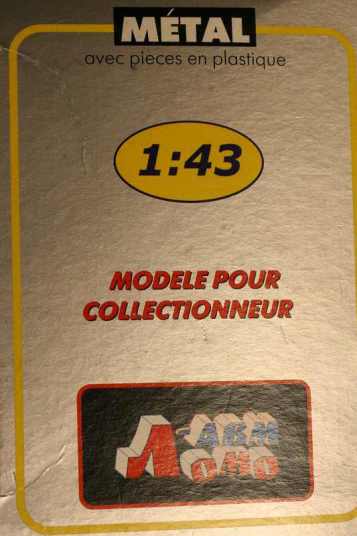 MÉTAL
avec pieces en plastique
1:43
MODELE POUR
COLLECTIONNEUR